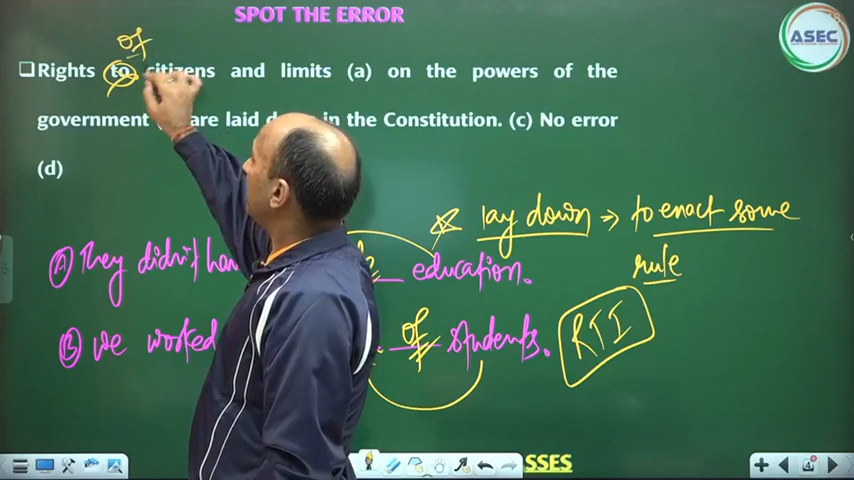 SPOT THE ERROR
ASEC
of
Rights to citizens and limits (a) on the powers of the
government are laid in the Constitution. (c) No error
(d)
lay down ⇒ to enact some
rule
(A) They didn't education.
(B) We worked of students.
RTI
SSES
4